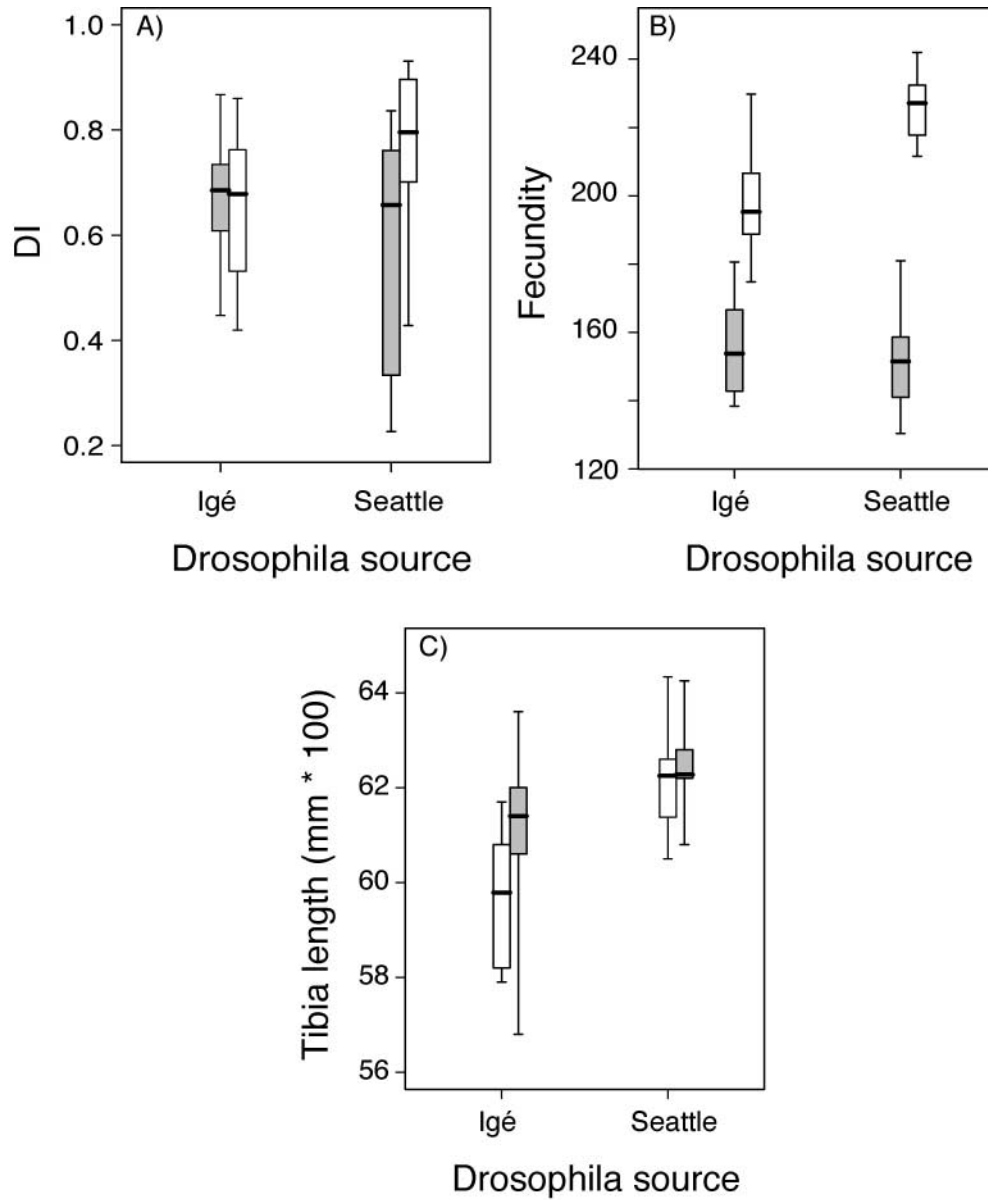 A)
1.0
0.8
0.6
0.4
0.2
DI
Igé
Seattle
Drosophila source
B)
240
200
160
120
Fecundity
Igé
Seattle
Drosophila source
C)
64
62
60
58
56
Tibia length (mm * 100)
Igé
Seattle
Drosophila source